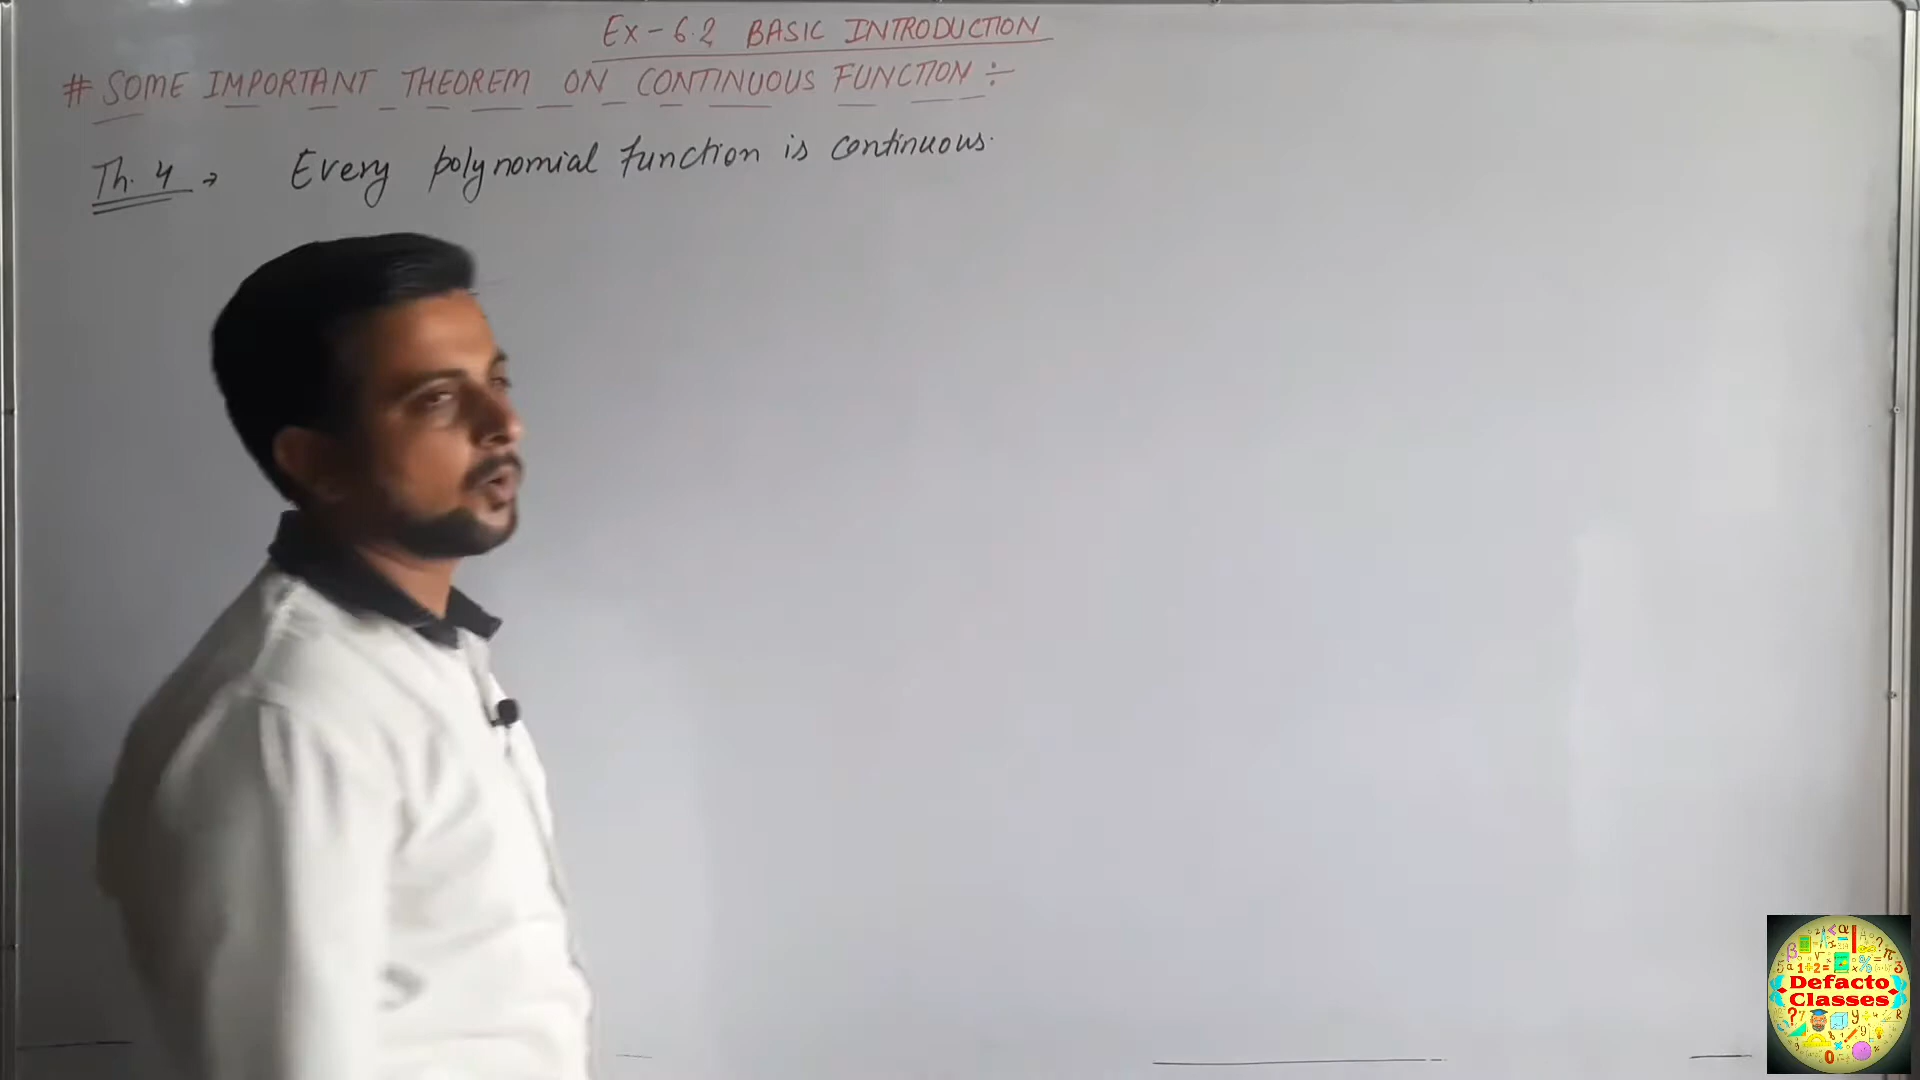 Ex - 6.2 BASIC INTRODUCTION
# SOME IMPORTANT THEOREM ON CONTINUOUS FUNCTION ÷
Th. 4 → Every polynomial function is continuous.
Defacto
Classes